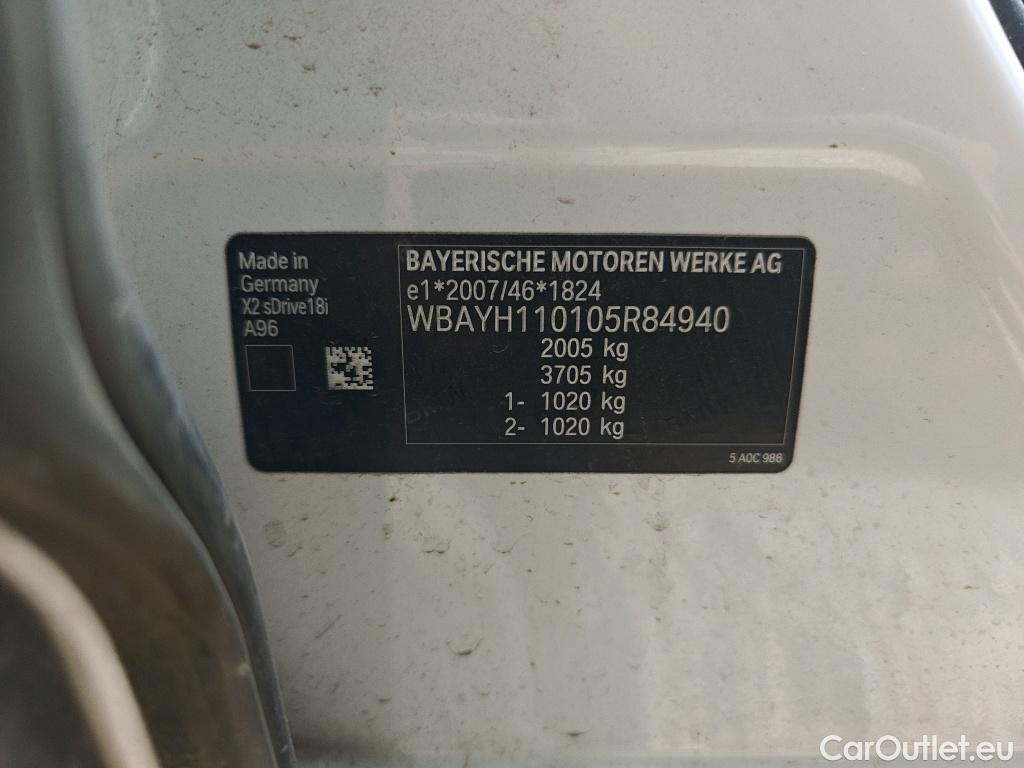 Made in
Germany
X2 sDrive18i
A96
BAYERISCHE MOTOREN WERKE AG
e1*2007/46*1824
WBAYH110105R84940
2005 kg
3705 kg
1- 1020 kg
2- 1020 kg
5 A0C 986
CarOutlet.eu